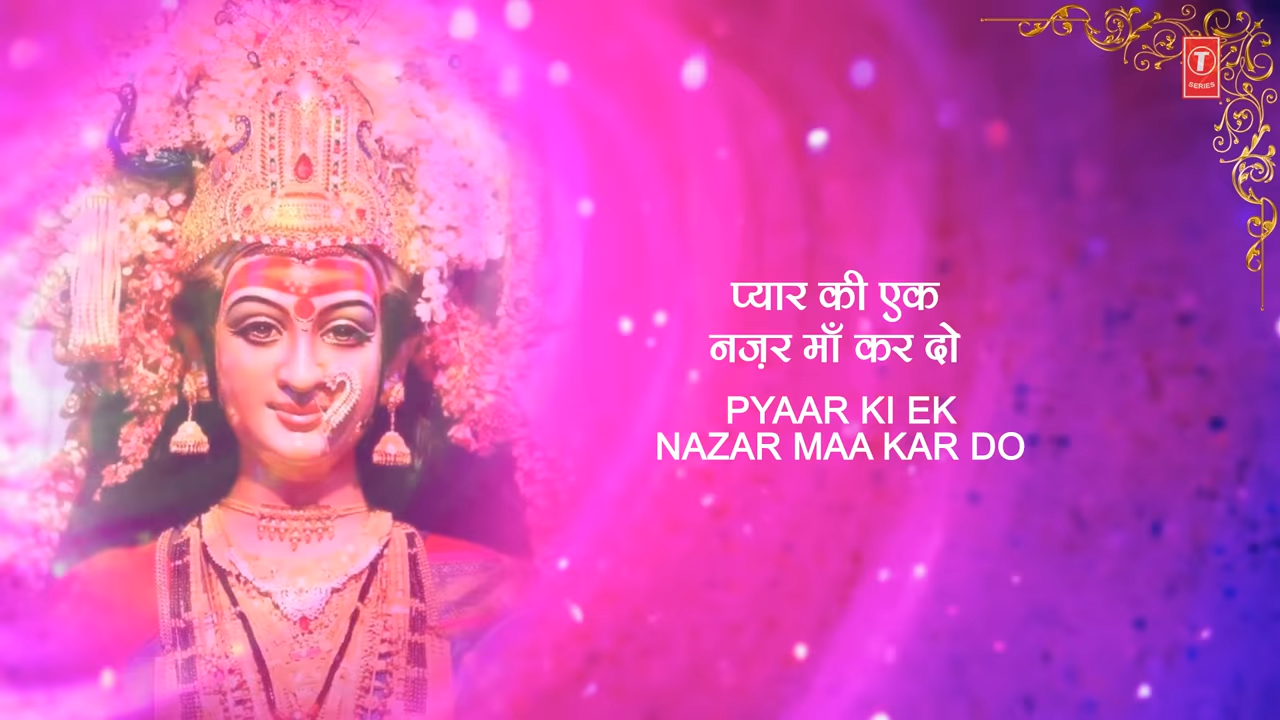 T
SERIES
प्यार की एक
नज़र माँ कर दो
PYAAR KI EK
NAZAR MAA KAR DO